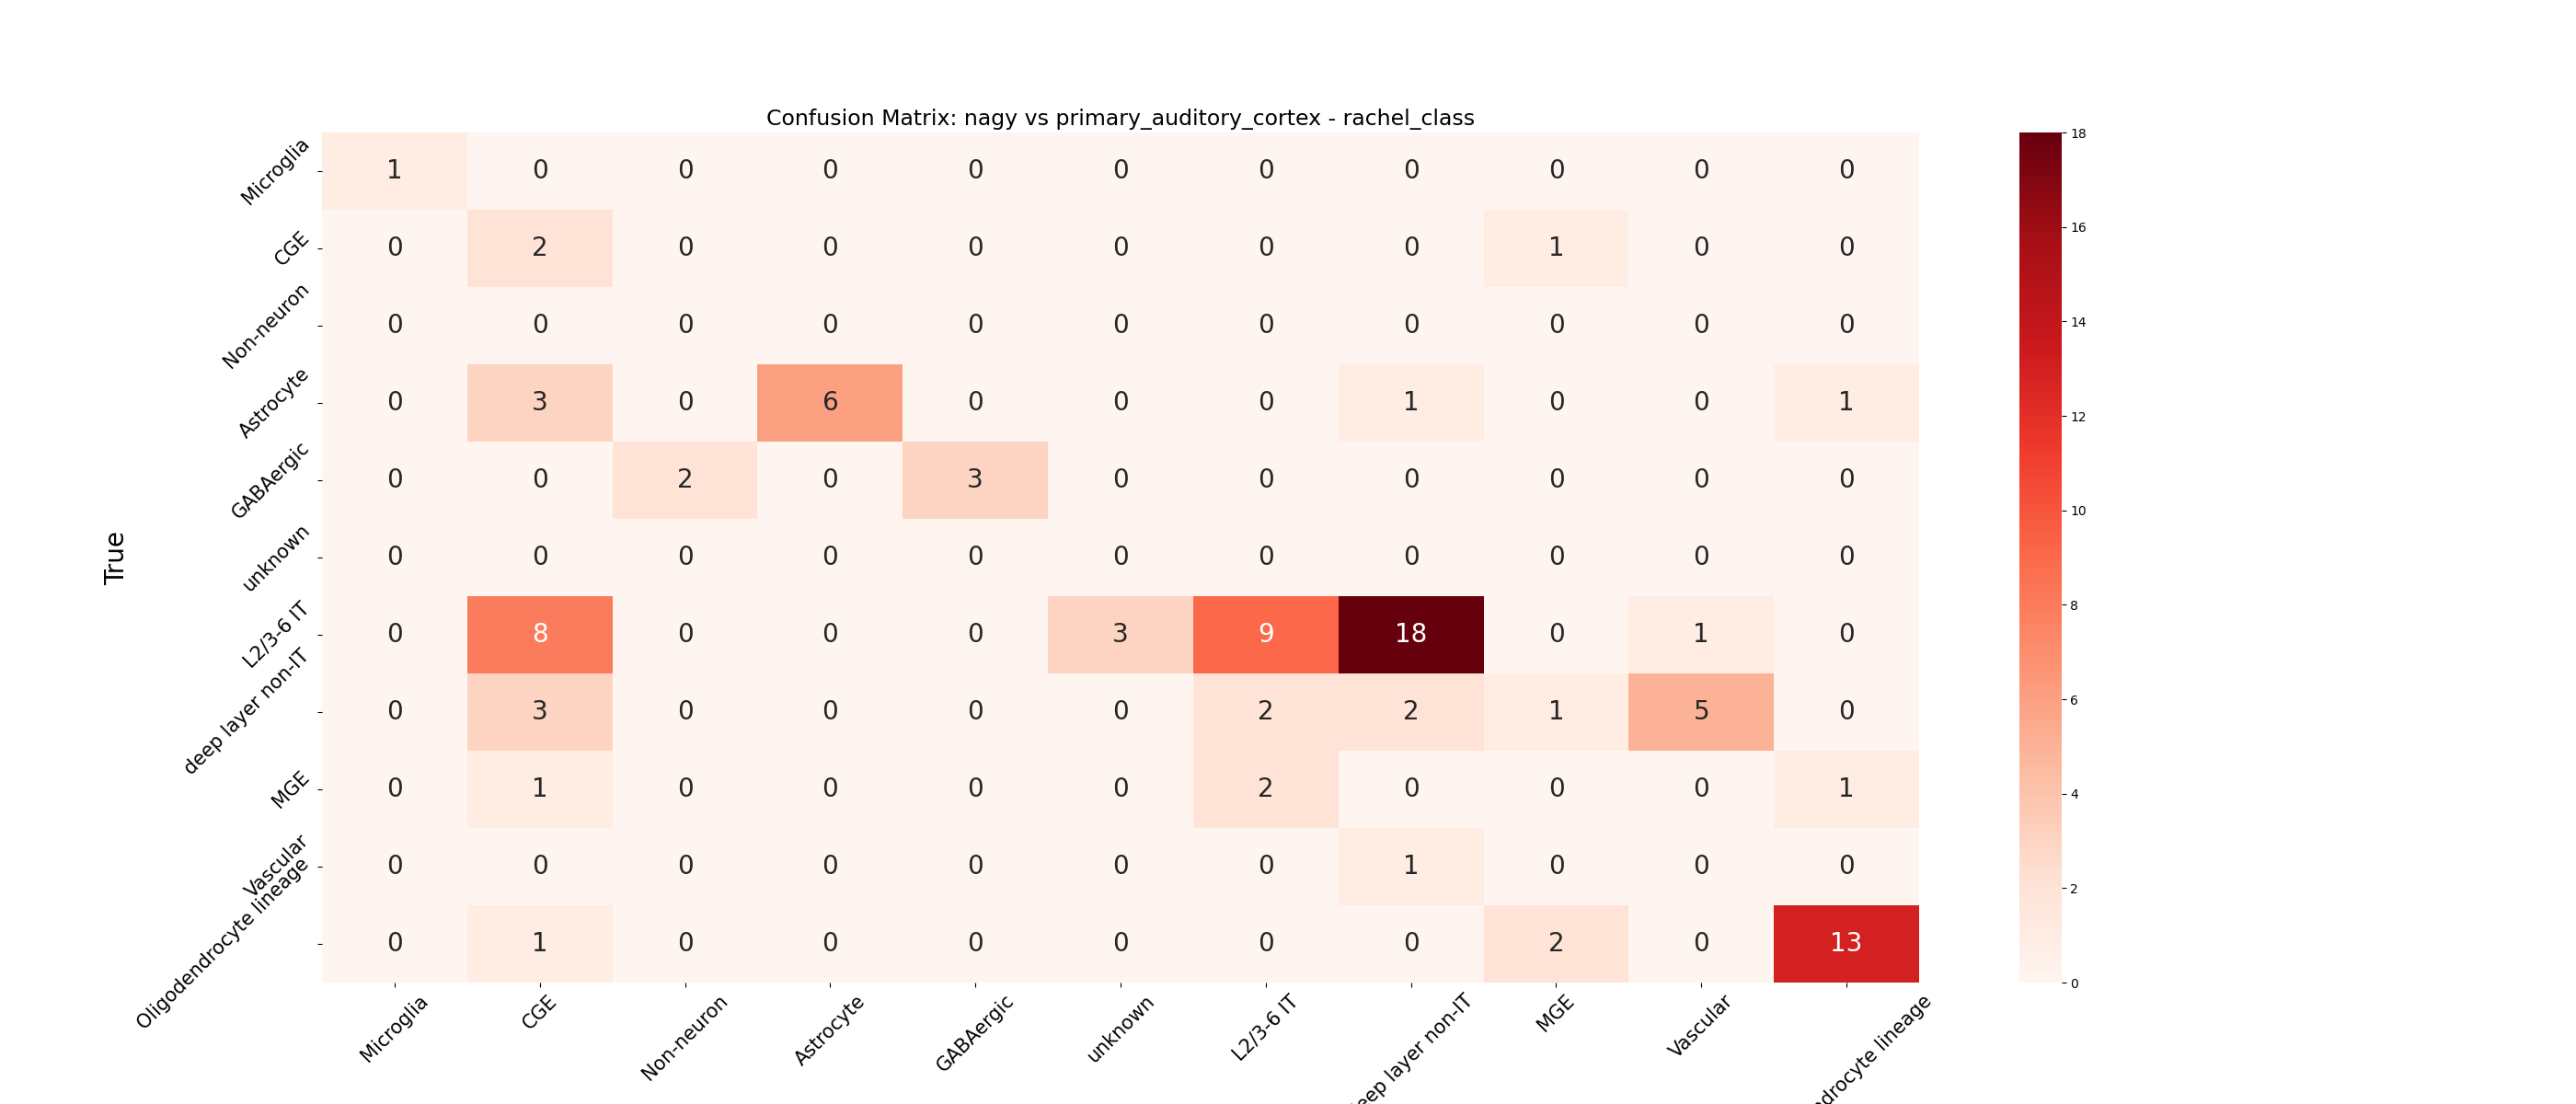 Confusion Matrix: nagy vs primary_auditory_cortex - rachel_class
True
Microglia 1 0 0 0 0 0 0 0 0 0 0
CGE 0 2 0 0 0 0 0 0 1 0 0
Non-neuron 0 0 0 0 0 0 0 0 0 0 0
Astrocyte 0 3 0 6 0 0 0 1 0 0 1
GABAergic 0 0 2 0 3 0 0 0 0 0 0
unknown 0 0 0 0 0 0 0 0 0 0 0
L2/3-6 IT 0 8 0 0 0 3 9 18 0 1 0
deep layer non-IT 0 3 0 0 0 0 2 2 1 5 0
MGE 0 1 0 0 0 0 2 0 0 0 1
Vascular 0 0 0 0 0 0 0 1 0 0 0
Oligodendrocyte lineage 0 1 0 0 0 0 0 0 2 0 13
Microglia CGE Non-neuron Astrocyte GABAergic unknown L2/3-6 IT eep layer non-IT MGE Vascular drocyte lineage
18
16
14
12
10
8
6
4
2
0